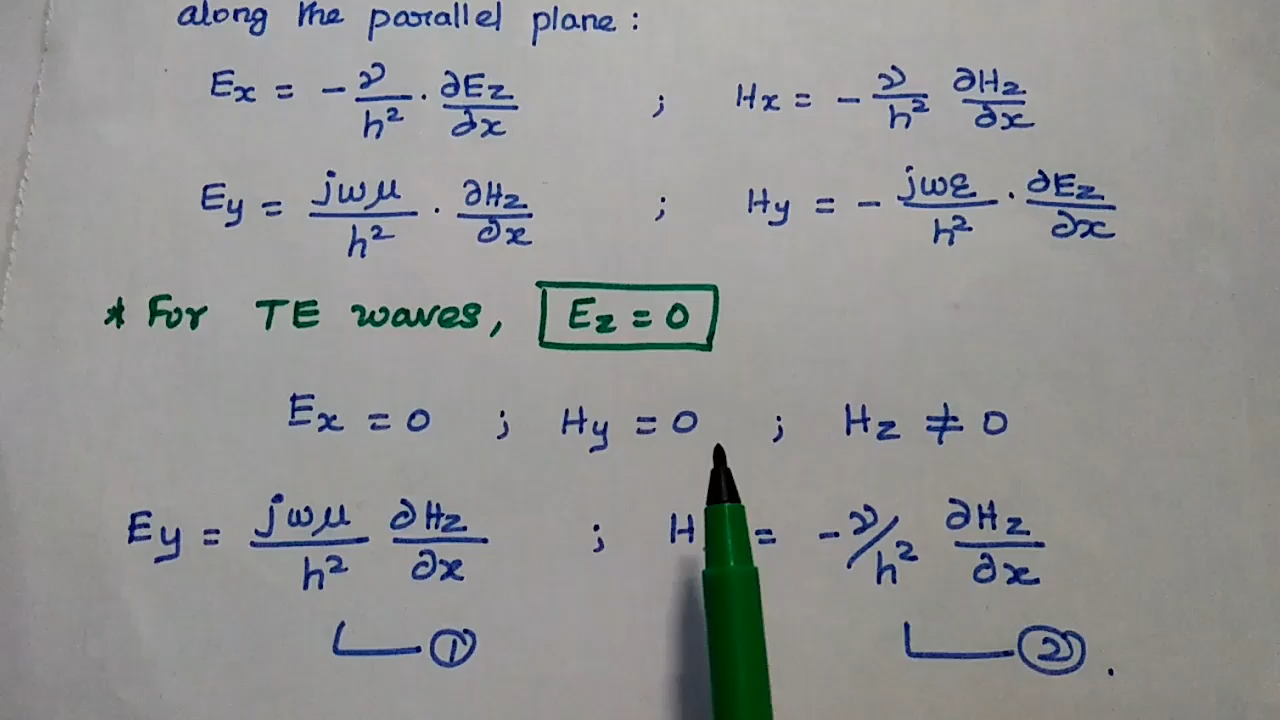 along the parallel plane :
Ex = - ν/h² . ∂Ez/∂x ; Hx = - ν/h² ∂Hz/∂x
Ey = jωμ/h² . ∂Hz/∂x ; Hy = - jωε/h² . ∂Ez/∂x
* For TE waves, Ez = 0
Ex = 0 ; Hy = 0 ; Hz ≠ 0
Ey = jωμ/h² ∂Hz/∂x ; H = -ν/h² ∂Hz/∂x
① ② .